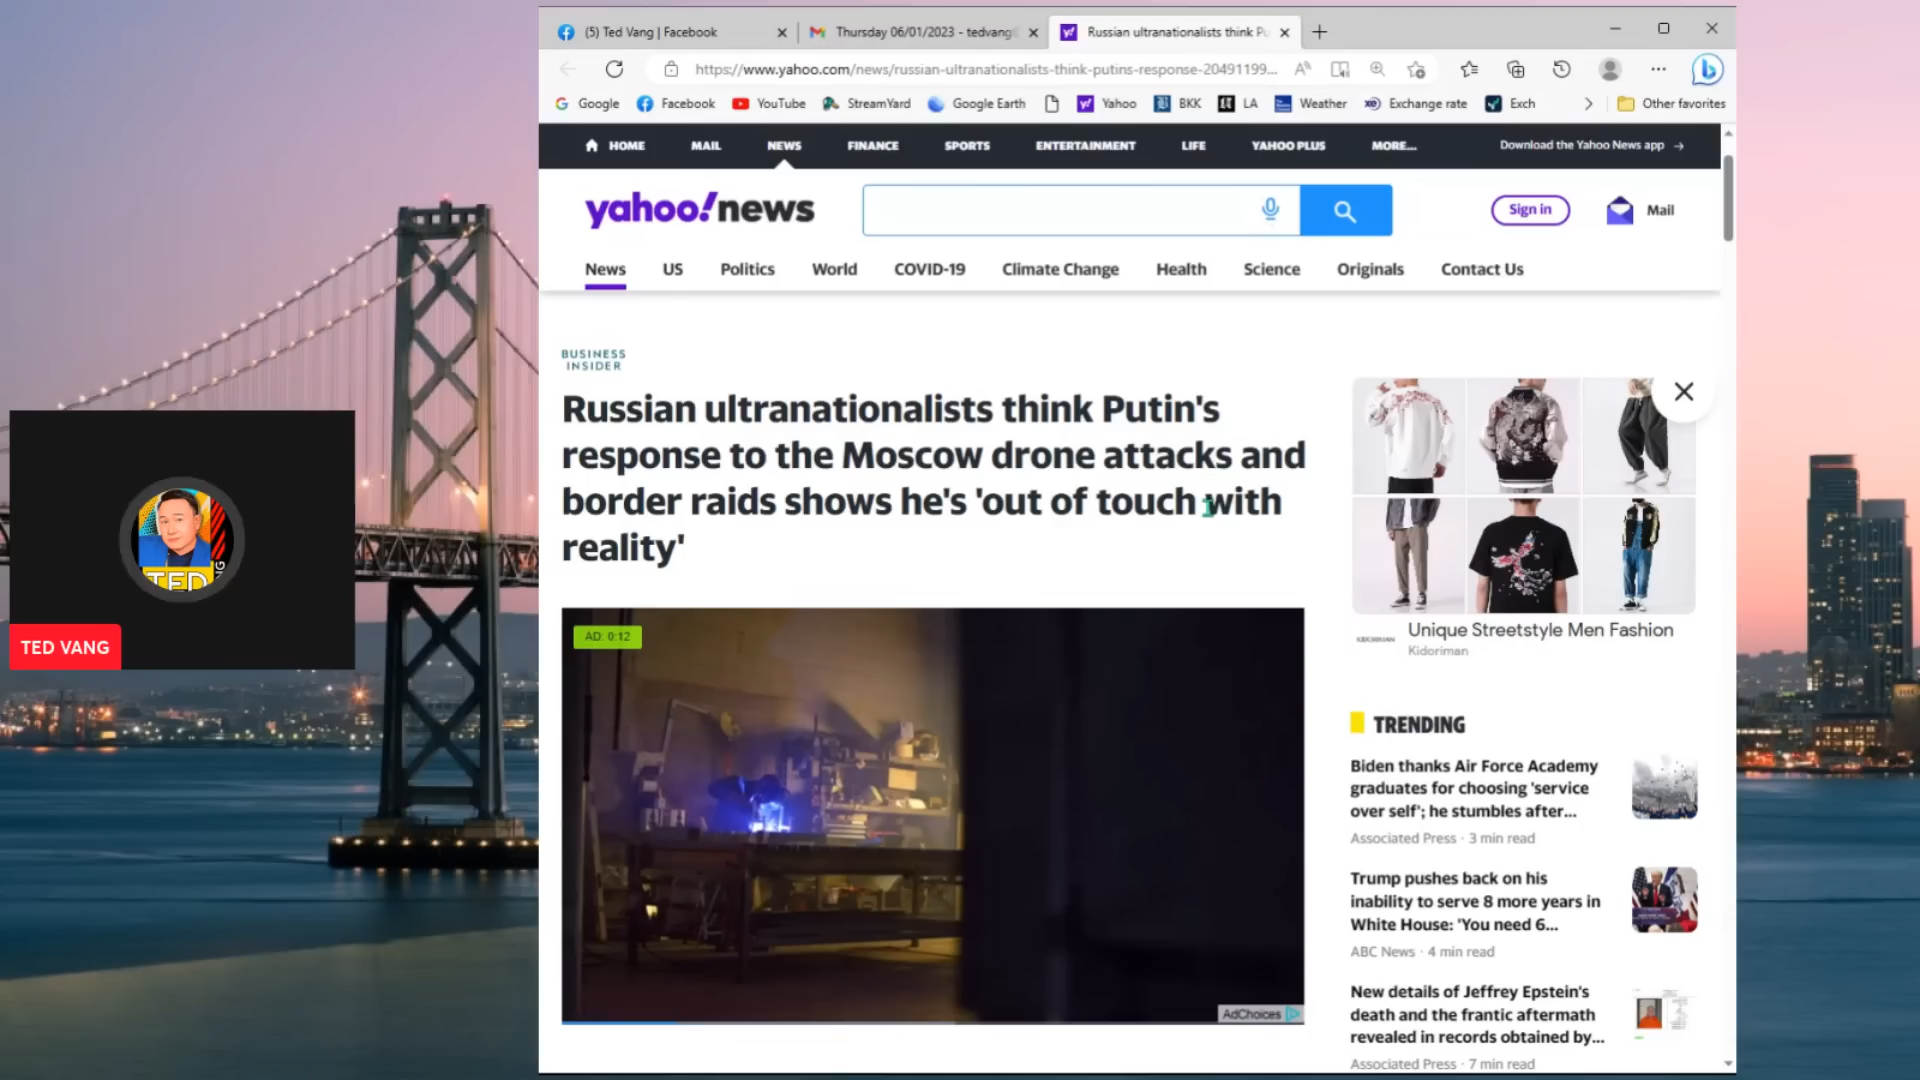 (5) Ted Vang | Facebook
Thursday 06/01/2023 - tedvang
Russian ultranationalists think Pu
https://www.yahoo.com/news/russian-ultranationalists-think-putins-response-20491199...
Google Facebook YouTube StreamYard Google Earth Yahoo BKK LA Weather Exchange rate Exch Other favorites
HOME MAIL NEWS FINANCE SPORTS ENTERTAINMENT LIFE YAHOO PLUS MORE... Download the Yahoo News app →
yahoo!news
Sign in
Mail
News US Politics World COVID-19 Climate Change Health Science Originals Contact Us
BUSINESS
INSIDER
Russian ultranationalists think Putin's
response to the Moscow drone attacks and
border raids shows he's 'out of touch with
reality'
AD: 0:12
AdChoices
KIDORIMAN
Unique Streetstyle Men Fashion
Kidoriman
TRENDING
Biden thanks Air Force Academy
graduates for choosing 'service
over self'; he stumbles after...
Associated Press · 3 min read
Trump pushes back on his
inability to serve 8 more years in
White House: 'You need 6...
ABC News · 4 min read
New details of Jeffrey Epstein's
death and the frantic aftermath
revealed in records obtained by...
Associated Press · 7 min read
TED
TED VANG